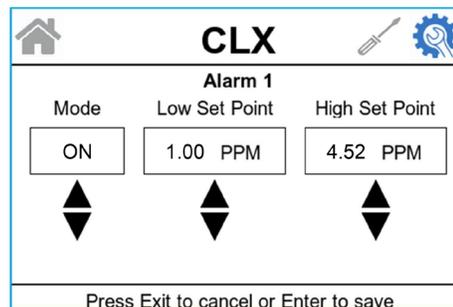 CLX
Alarm 1
Mode Low Set Point High Set Point
ON 1.00 PPM 4.52 PPM
Press Exit to cancel or Enter to save